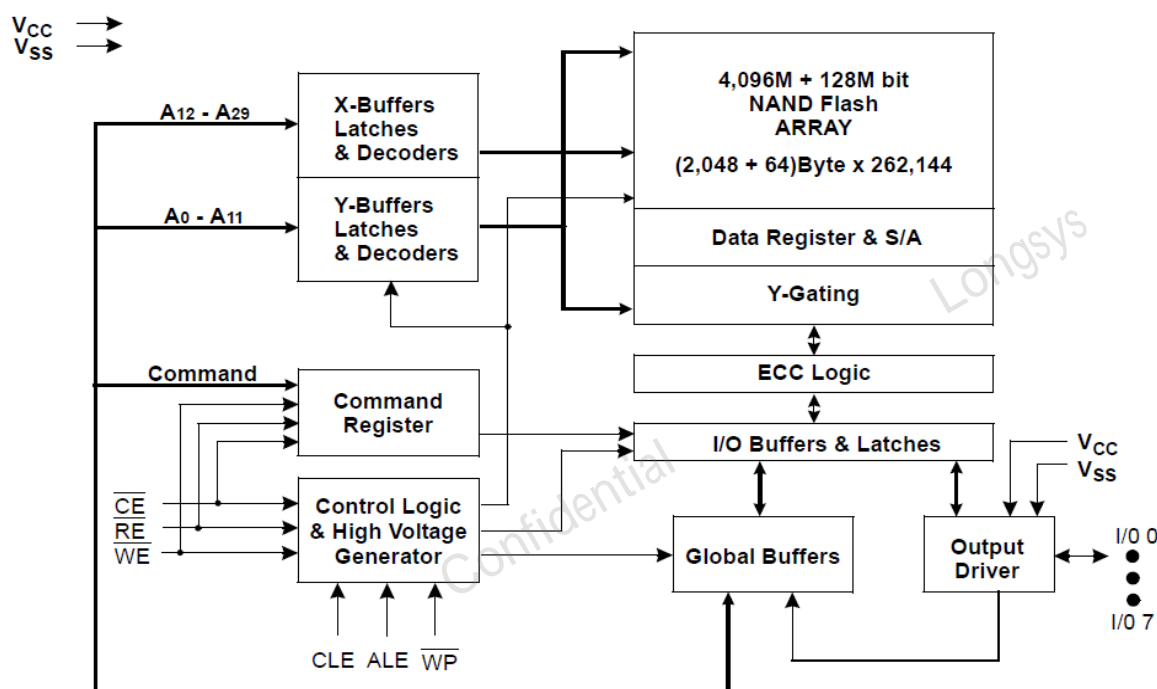 VCC
VSS
A12 - A29
X-Buffers
Latches
& Decoders
A0 - A11
Y-Buffers
Latches
& Decoders
4,096M + 128M bit
NAND Flash
ARRAY
(2,048 + 64)Byte x 262,144
Data Register & S/A
Y-Gating
ECC Logic
Command
Command
Register
I/O Buffers & Latches
VCC
VSS
CE
RE
WE
Control Logic
& High Voltage
Generator
Global Buffers
Output
Driver
I/0 0
I/0 7
CLE
ALE
WP
Confidential
Longsys